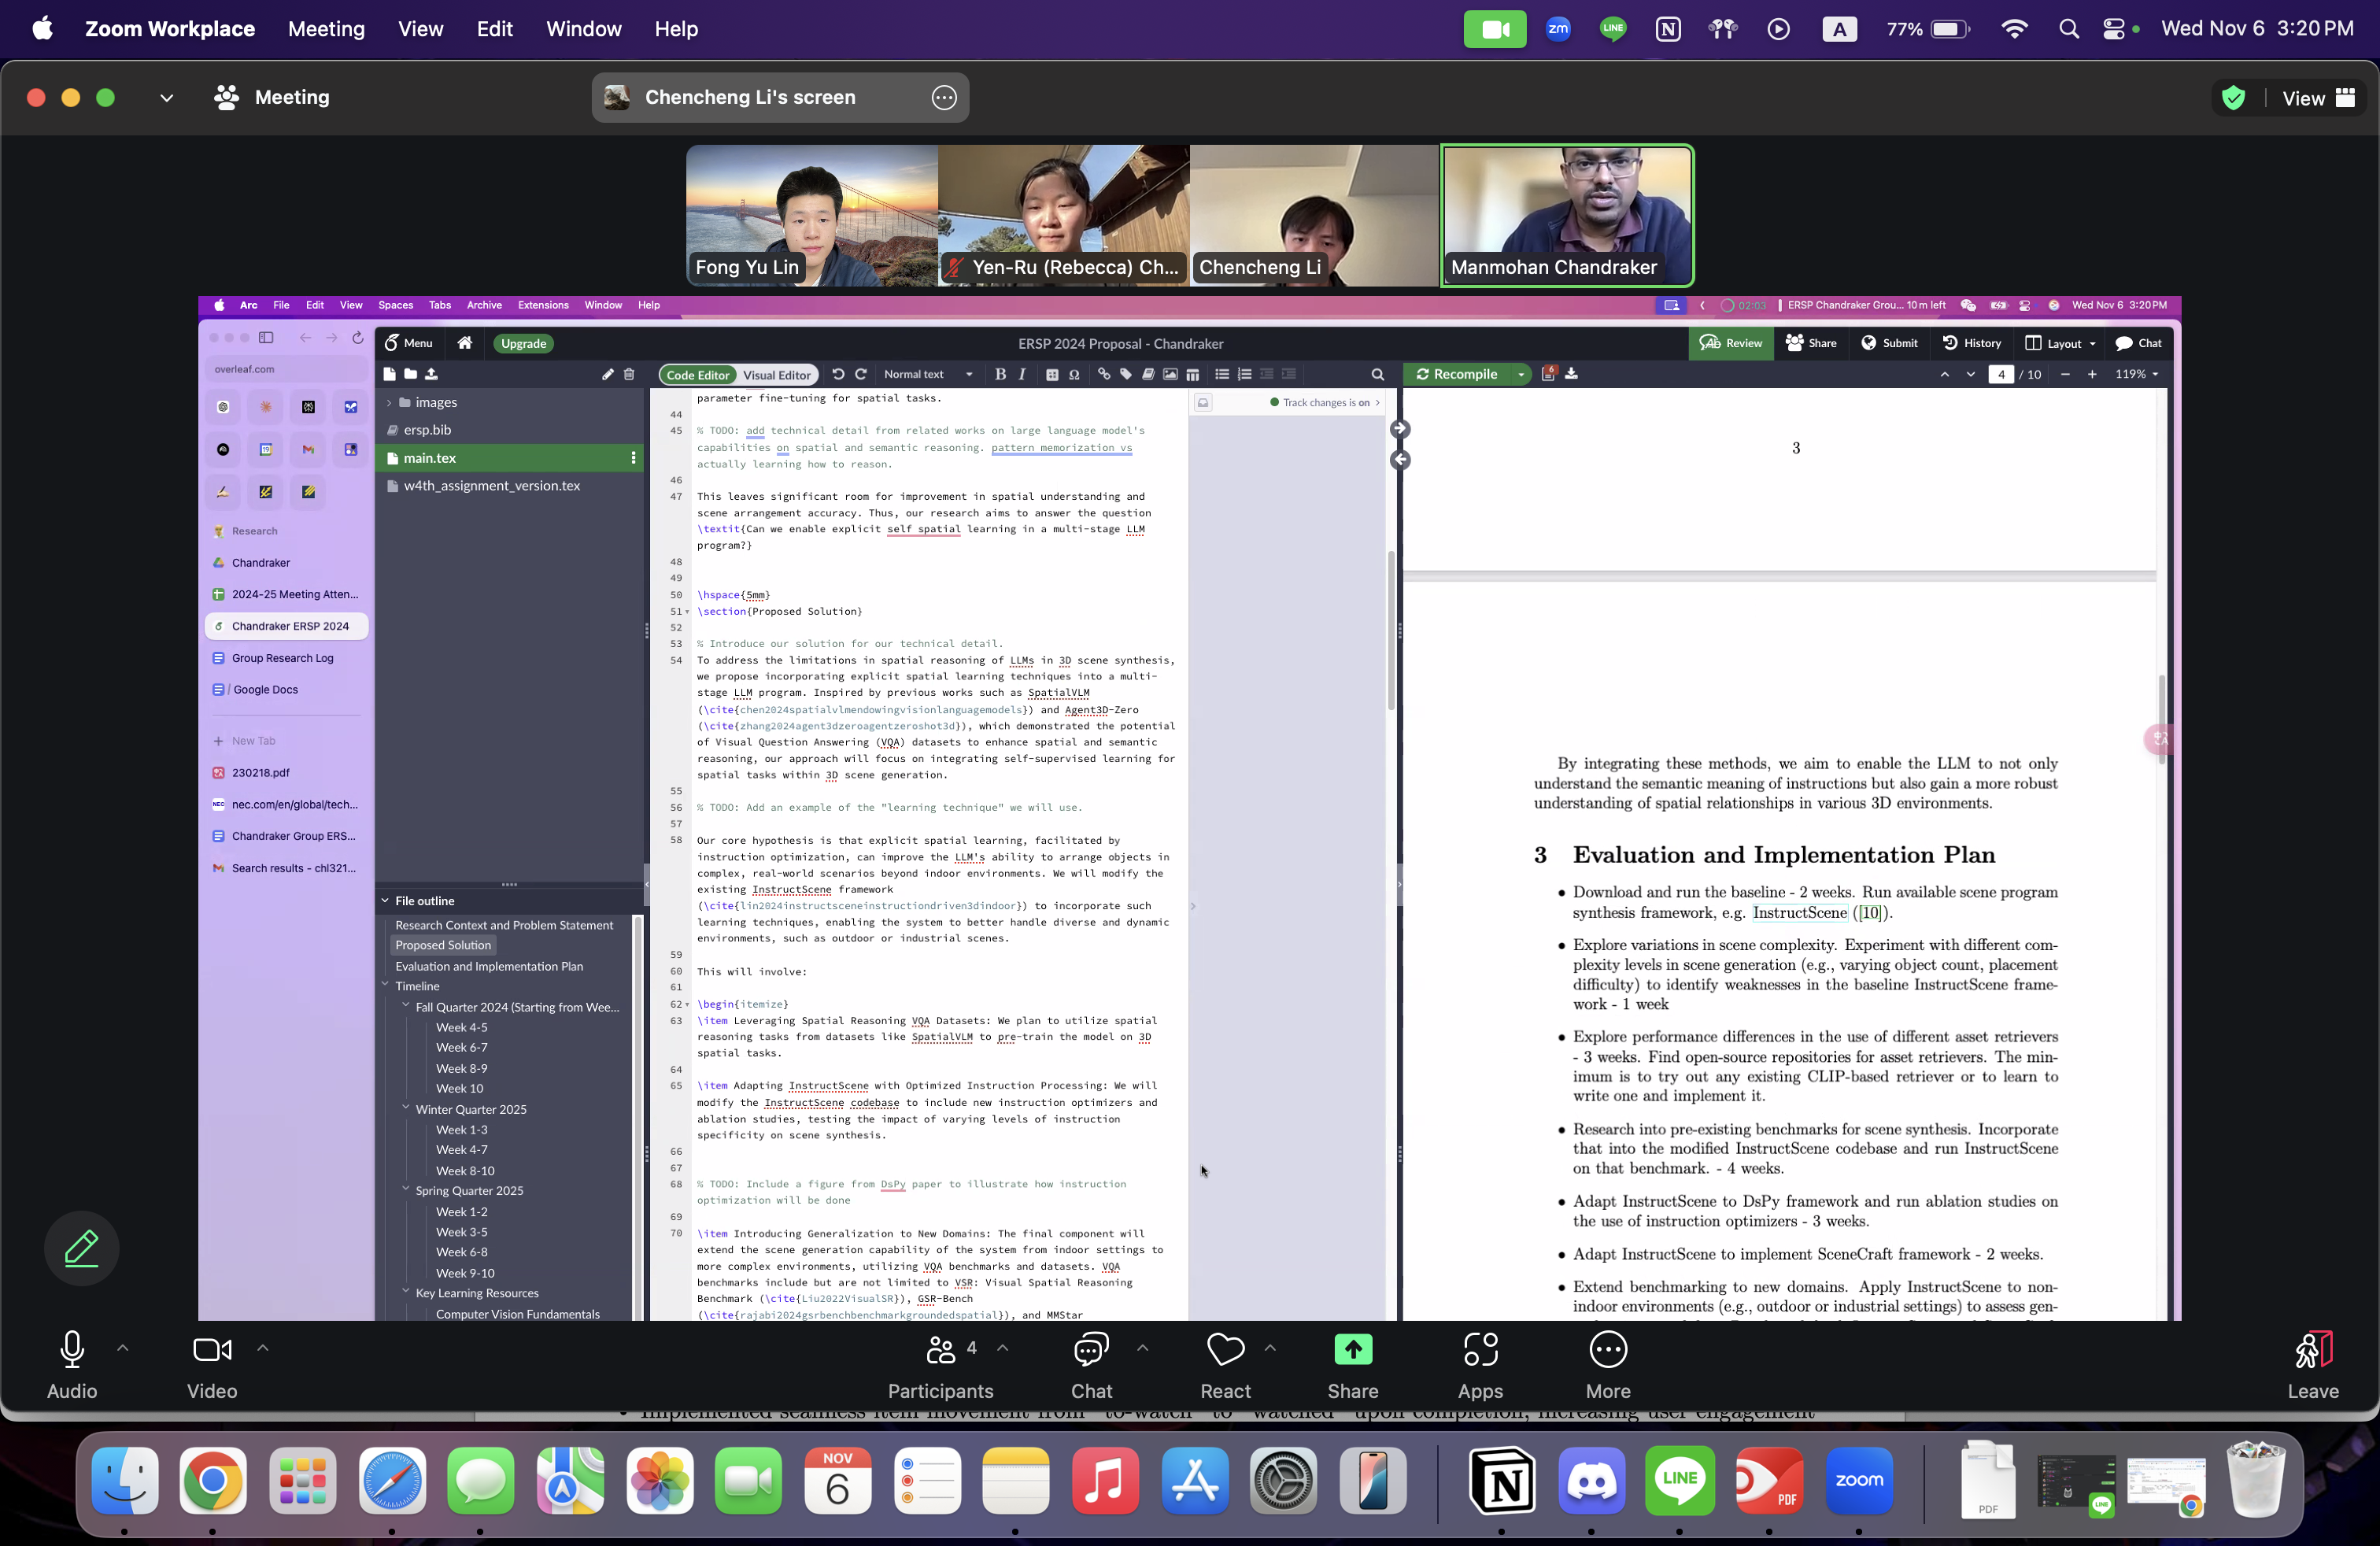 Zoom Workplace Meeting View Edit Window Help
zm LINE A 77% Wed Nov 6 3:20 PM
Meeting
Chencheng Li's screen
View
Fong Yu Lin
Yen-Ru (Rebecca) Ch...
Chencheng Li
Manmohan Chandraker
Arc File Edit View Spaces Tabs Archive Extensions Window Help
02:03 ERSP Chandraker Grou... 10 m left Wed Nov 6 3:20 PM
overleaf.com
Research
Chandraker
2024-25 Meeting Atten...
Chandraker ERSP 2024
Group Research Log
/ Google Docs
New Tab
230218.pdf
nec.com/en/global/tech...
Chandraker Group ERS...
Search results - chl321...
Menu
Upgrade
ERSP 2024 Proposal - Chandraker
Review Share Submit History Layout Chat
images
ersp.bib
main.tex
w4th_assignment_version.tex
File outline
Research Context and Problem Statement
Proposed Solution
Evaluation and Implementation Plan
Timeline
Fall Quarter 2024 (Starting from Wee...
Week 4-5
Week 6-7
Week 8-9
Week 10
Winter Quarter 2025
Week 1-3
Week 4-7
Week 8-10
Spring Quarter 2025
Week 1-2
Week 3-5
Week 6-8
Week 9-10
Key Learning Resources
Computer Vision Fundamentals
Code Editor Visual Editor Normal text
Track changes is on
parameter fine-tuning for spatial tasks.
44
45 % TODO: add technical detail from related works on large language model's
capabilities on spatial and semantic reasoning. pattern memorization vs
actually learning how to reason.
46
47 This leaves significant room for improvement in spatial understanding and
scene arrangement accuracy. Thus, our research aims to answer the question
\textit{Can we enable explicit self spatial learning in a multi-stage LLM
program?}
48
49
50 \hspace{5mm}
51 \section{Proposed Solution}
52
53 % Introduce our solution for our technical detail.
54 To address the limitations in spatial reasoning of LLMs in 3D scene synthesis,
we propose incorporating explicit spatial learning techniques into a multi-
stage LLM program. Inspired by previous works such as SpatialVLM
(\cite{chen2024spatialvlmendowingvisionlanguagemodels}) and Agent3D-Zero
(\cite{zhang2024agent3dzeroagentzeroshot3d}), which demonstrated the potential
of Visual Question Answering (VQA) datasets to enhance spatial and semantic
reasoning, our approach will focus on integrating self-supervised learning for
spatial tasks within 3D scene generation.
55
56 % TODO: Add an example of the "learning technique" we will use.
57
58 Our core hypothesis is that explicit spatial learning, facilitated by
instruction optimization, can improve the LLM's ability to arrange objects in
complex, real-world scenarios beyond indoor environments. We will modify the
existing InstructScene framework
(\cite{lin2024instructsceneinstructiondriven3dindoor}) to incorporate such
learning techniques, enabling the system to better handle diverse and dynamic
environments, such as outdoor or industrial scenes.
59
60 This will involve:
61
62 \begin{itemize}
63 \item Leveraging Spatial Reasoning VQA Datasets: We plan to utilize spatial
reasoning tasks from datasets like SpatialVLM to pre-train the model on 3D
spatial tasks.
64
65 \item Adapting InstructScene with Optimized Instruction Processing: We will
modify the InstructScene codebase to include new instruction optimizers and
ablation studies, testing the impact of varying levels of instruction
specificity on scene synthesis.
66
67
68 % TODO: Include a figure from DsPy paper to illustrate how instruction
optimization will be done
69
70 \item Introducing Generalization to New Domains: The final component will
extend the scene generation capability of the system from indoor settings to
more complex environments, utilizing VQA benchmarks and datasets. VQA
benchmarks include but are not limited to VSR: Visual Spatial Reasoning
Benchmark (\cite{Liu2022VisualSR}), GSR-Bench
(\cite{rajabi2024gsrbenchbenchmarkgroundedspatial}), and MMStar
Recompile 6 4 / 10 119%
3
By integrating these methods, we aim to enable the LLM to not only
understand the semantic meaning of instructions but also gain a more robust
understanding of spatial relationships in various 3D environments.
3 Evaluation and Implementation Plan
• Download and run the baseline - 2 weeks. Run available scene program
synthesis framework, e.g. InstructScene ([10]).
• Explore variations in scene complexity. Experiment with different com-
plexity levels in scene generation (e.g., varying object count, placement
difficulty) to identify weaknesses in the baseline InstructScene frame-
work - 1 week
• Explore performance differences in the use of different asset retrievers
- 3 weeks. Find open-source repositories for asset retrievers. The min-
imum is to try out any existing CLIP-based retriever or to learn to
write one and implement it.
• Research into pre-existing benchmarks for scene synthesis. Incorporate
that into the modified InstructScene codebase and run InstructScene
on that benchmark. - 4 weeks.
• Adapt InstructScene to DsPy framework and run ablation studies on
the use of instruction optimizers - 3 weeks.
• Adapt InstructScene to implement SceneCraft framework - 2 weeks.
• Extend benchmarking to new domains. Apply InstructScene to non-
indoor environments (e.g., outdoor or industrial settings) to assess gen-
Audio Video Participants 4 Chat React Share Apps More Leave
NOV
6
LINE
PDF
zoom
PDF